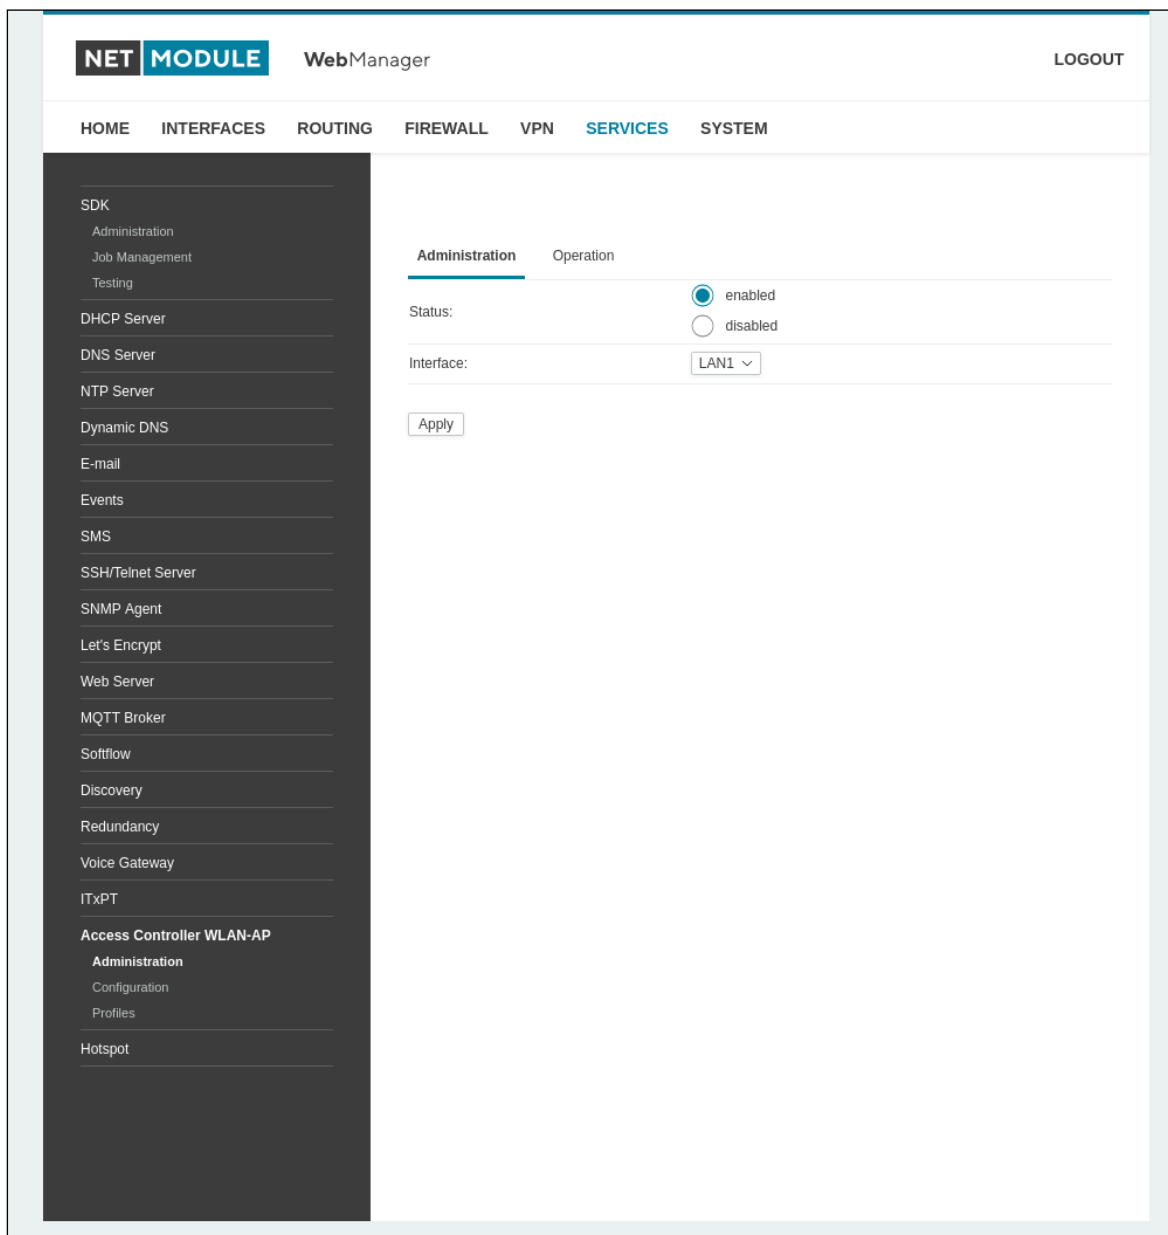 NET MODULE WebManager LOGOUT
HOME INTERFACES ROUTING FIREWALL VPN SERVICES SYSTEM
SDK
Administration
Job Management
Testing
DHCP Server
DNS Server
NTP Server
Dynamic DNS
E-mail
Events
SMS
SSH/Telnet Server
SNMP Agent
Let's Encrypt
Web Server
MQTT Broker
Softflow
Discovery
Redundancy
Voice Gateway
ITxPT
Access Controller WLAN-AP
Administration
Configuration
Profiles
Hotspot
Administration Operation
Status:
enabled
disabled
Interface: LAN1
Apply